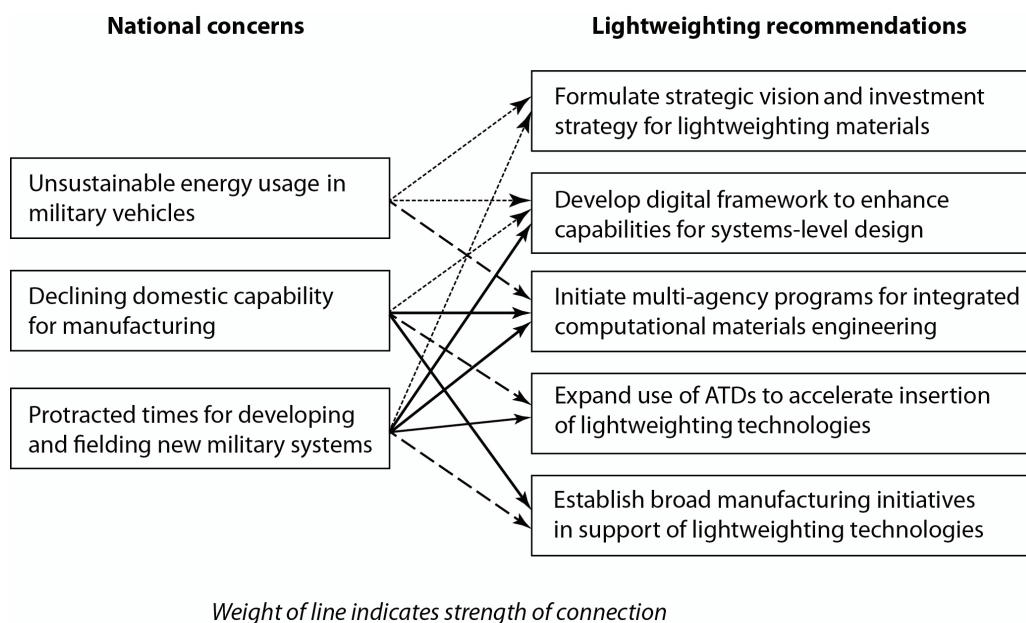 National concerns
Lightweighting recommendations
Formulate strategic vision and investment
strategy for lightweighting materials
Unsustainable energy usage in
military vehicles
Develop digital framework to enhance
capabilities for systems-level design
Declining domestic capability
for manufacturing
Initiate multi-agency programs for integrated
computational materials engineering
Protracted times for developing
and fielding new military systems
Expand use of ATDs to accelerate insertion
of lightweighting technologies
Establish broad manufacturing initiatives
in support of lightweighting technologies
Weight of line indicates strength of connection